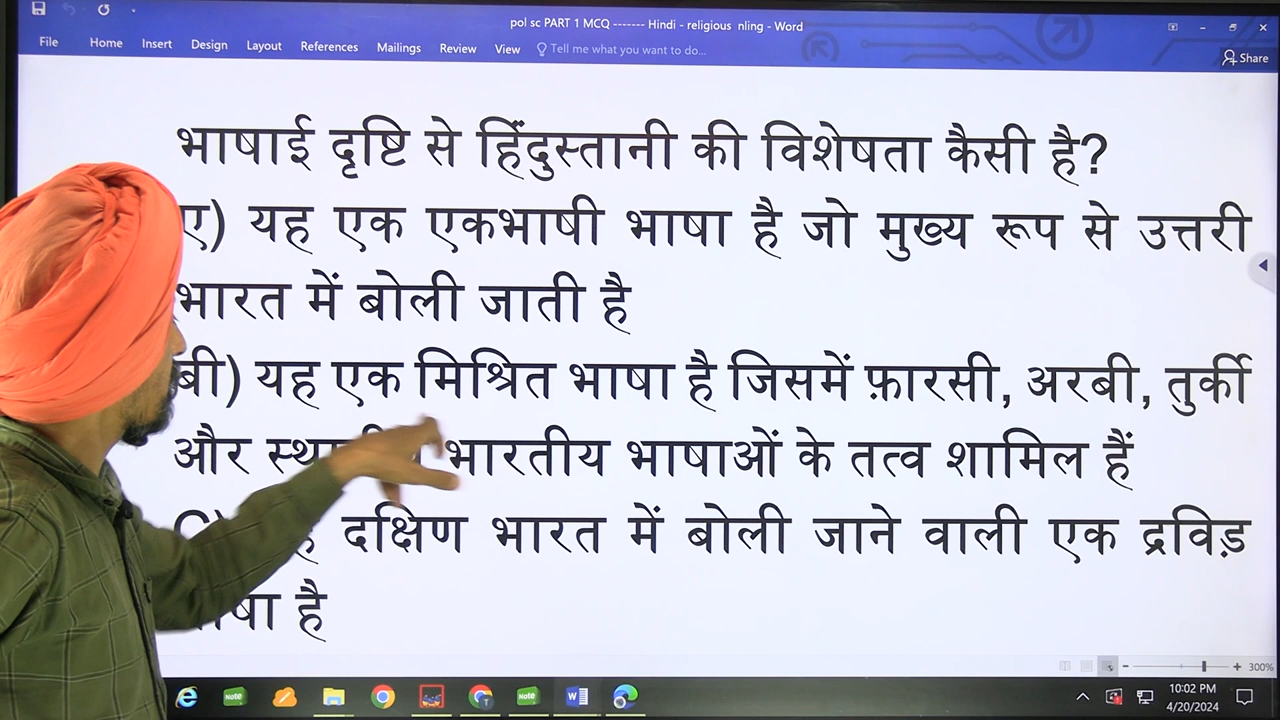 pol sc PART 1 MCQ ------- Hindi - religious nling - Word
File Home Insert Design Layout References Mailings Review View Tell me what you want to do... Share
भाषाई दृष्टि से हिंदुस्तानी की विशेषता कैसी है?
ए) यह एक एकभाषी भाषा है जो मुख्य रूप से उत्तरी
भारत में बोली जाती है
बी) यह एक मिश्रित भाषा है जिसमें फ़ारसी, अरबी, तुर्की
और भारतीय भाषाओं के तत्व शामिल हैं
दक्षिण भारत में बोली जाने वाली एक द्रविड़
है
300%
Note Note
10:02 PM
4/20/2024